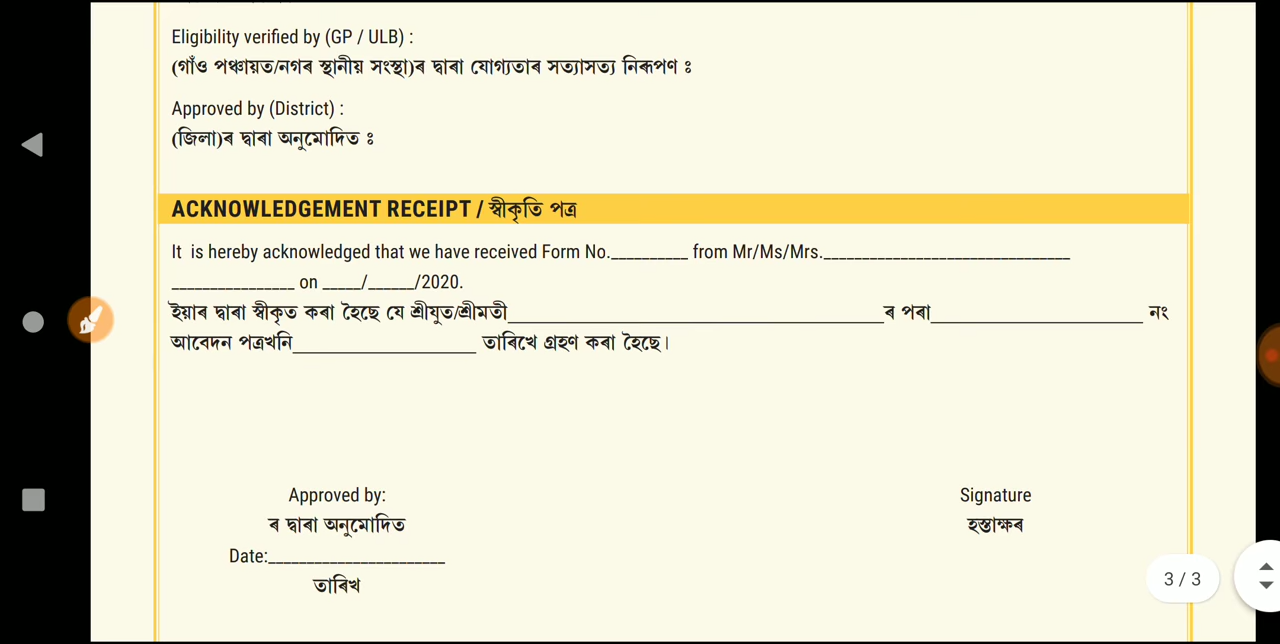 Eligibility verified by (GP / ULB) :
(গাঁও পঞ্চায়ত/নগৰ স্থানীয় সংস্থা)ৰ দ্বাৰা যোগ্যতাৰ সত্যাসত্য নিৰূপণ ঃ
Approved by (District) :
(জিলা)ৰ দ্বাৰা অনুমোদিত ঃ
ACKNOWLEDGEMENT RECEIPT / স্বীকৃতি পত্ৰ
It is hereby acknowledged that we have received Form No.__________ from Mr/Ms/Mrs.________________________________
________________ on _____/______/2020.
ইয়াৰ দ্বাৰা স্বীকৃত কৰা হৈছে যে শ্ৰীযুত/শ্ৰীমতী______________________________________ৰ পৰা______________________ নং
আবেদন পত্ৰখনি___________________ তাৰিখে গ্ৰহণ কৰা হৈছে।
Approved by:
ৰ দ্বাৰা অনুমোদিত
Date:_______________________
তাৰিখ
Signature
হস্তাক্ষৰ
3 / 3